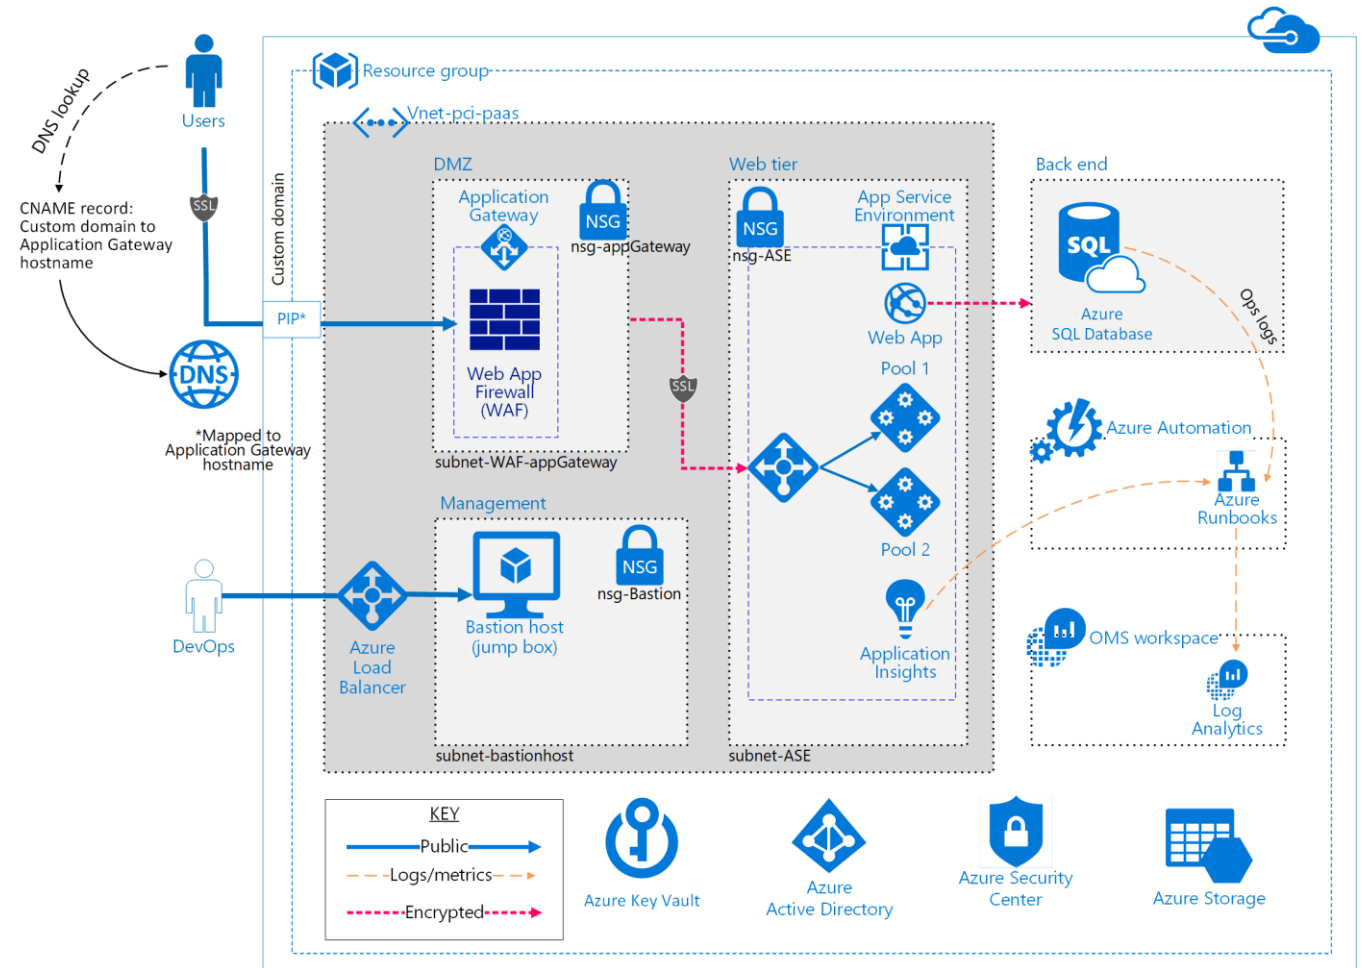 Resource group
Vnet-pci-paas
Users
DNS lookup
SSL
CNAME record:
Custom domain to
Application Gateway
hostname
Custom domain
PIP*
DNS
*Mapped to
Application Gateway
hostname
DMZ
Application
Gateway
NSG
nsg-appGateway
Web App
Firewall
(WAF)
subnet-WAF-appGateway
SSL
Web tier
NSG
nsg-ASE
App Service
Environment
Web App
Pool 1
Pool 2
Application
Insights
subnet-ASE
Back end
SQL
Azure
SQL Database
Ops logs
Azure Automation
Azure
Runbooks
OMS workspace
Log
Analytics
Management
NSG
nsg-Bastion
Bastion host
(jump box)
subnet-bastionhost
DevOps
Azure
Load
Balancer
KEY
Public
Logs/metrics
Encrypted
Azure Key Vault
Azure
Active Directory
Azure Security
Center
Azure Storage